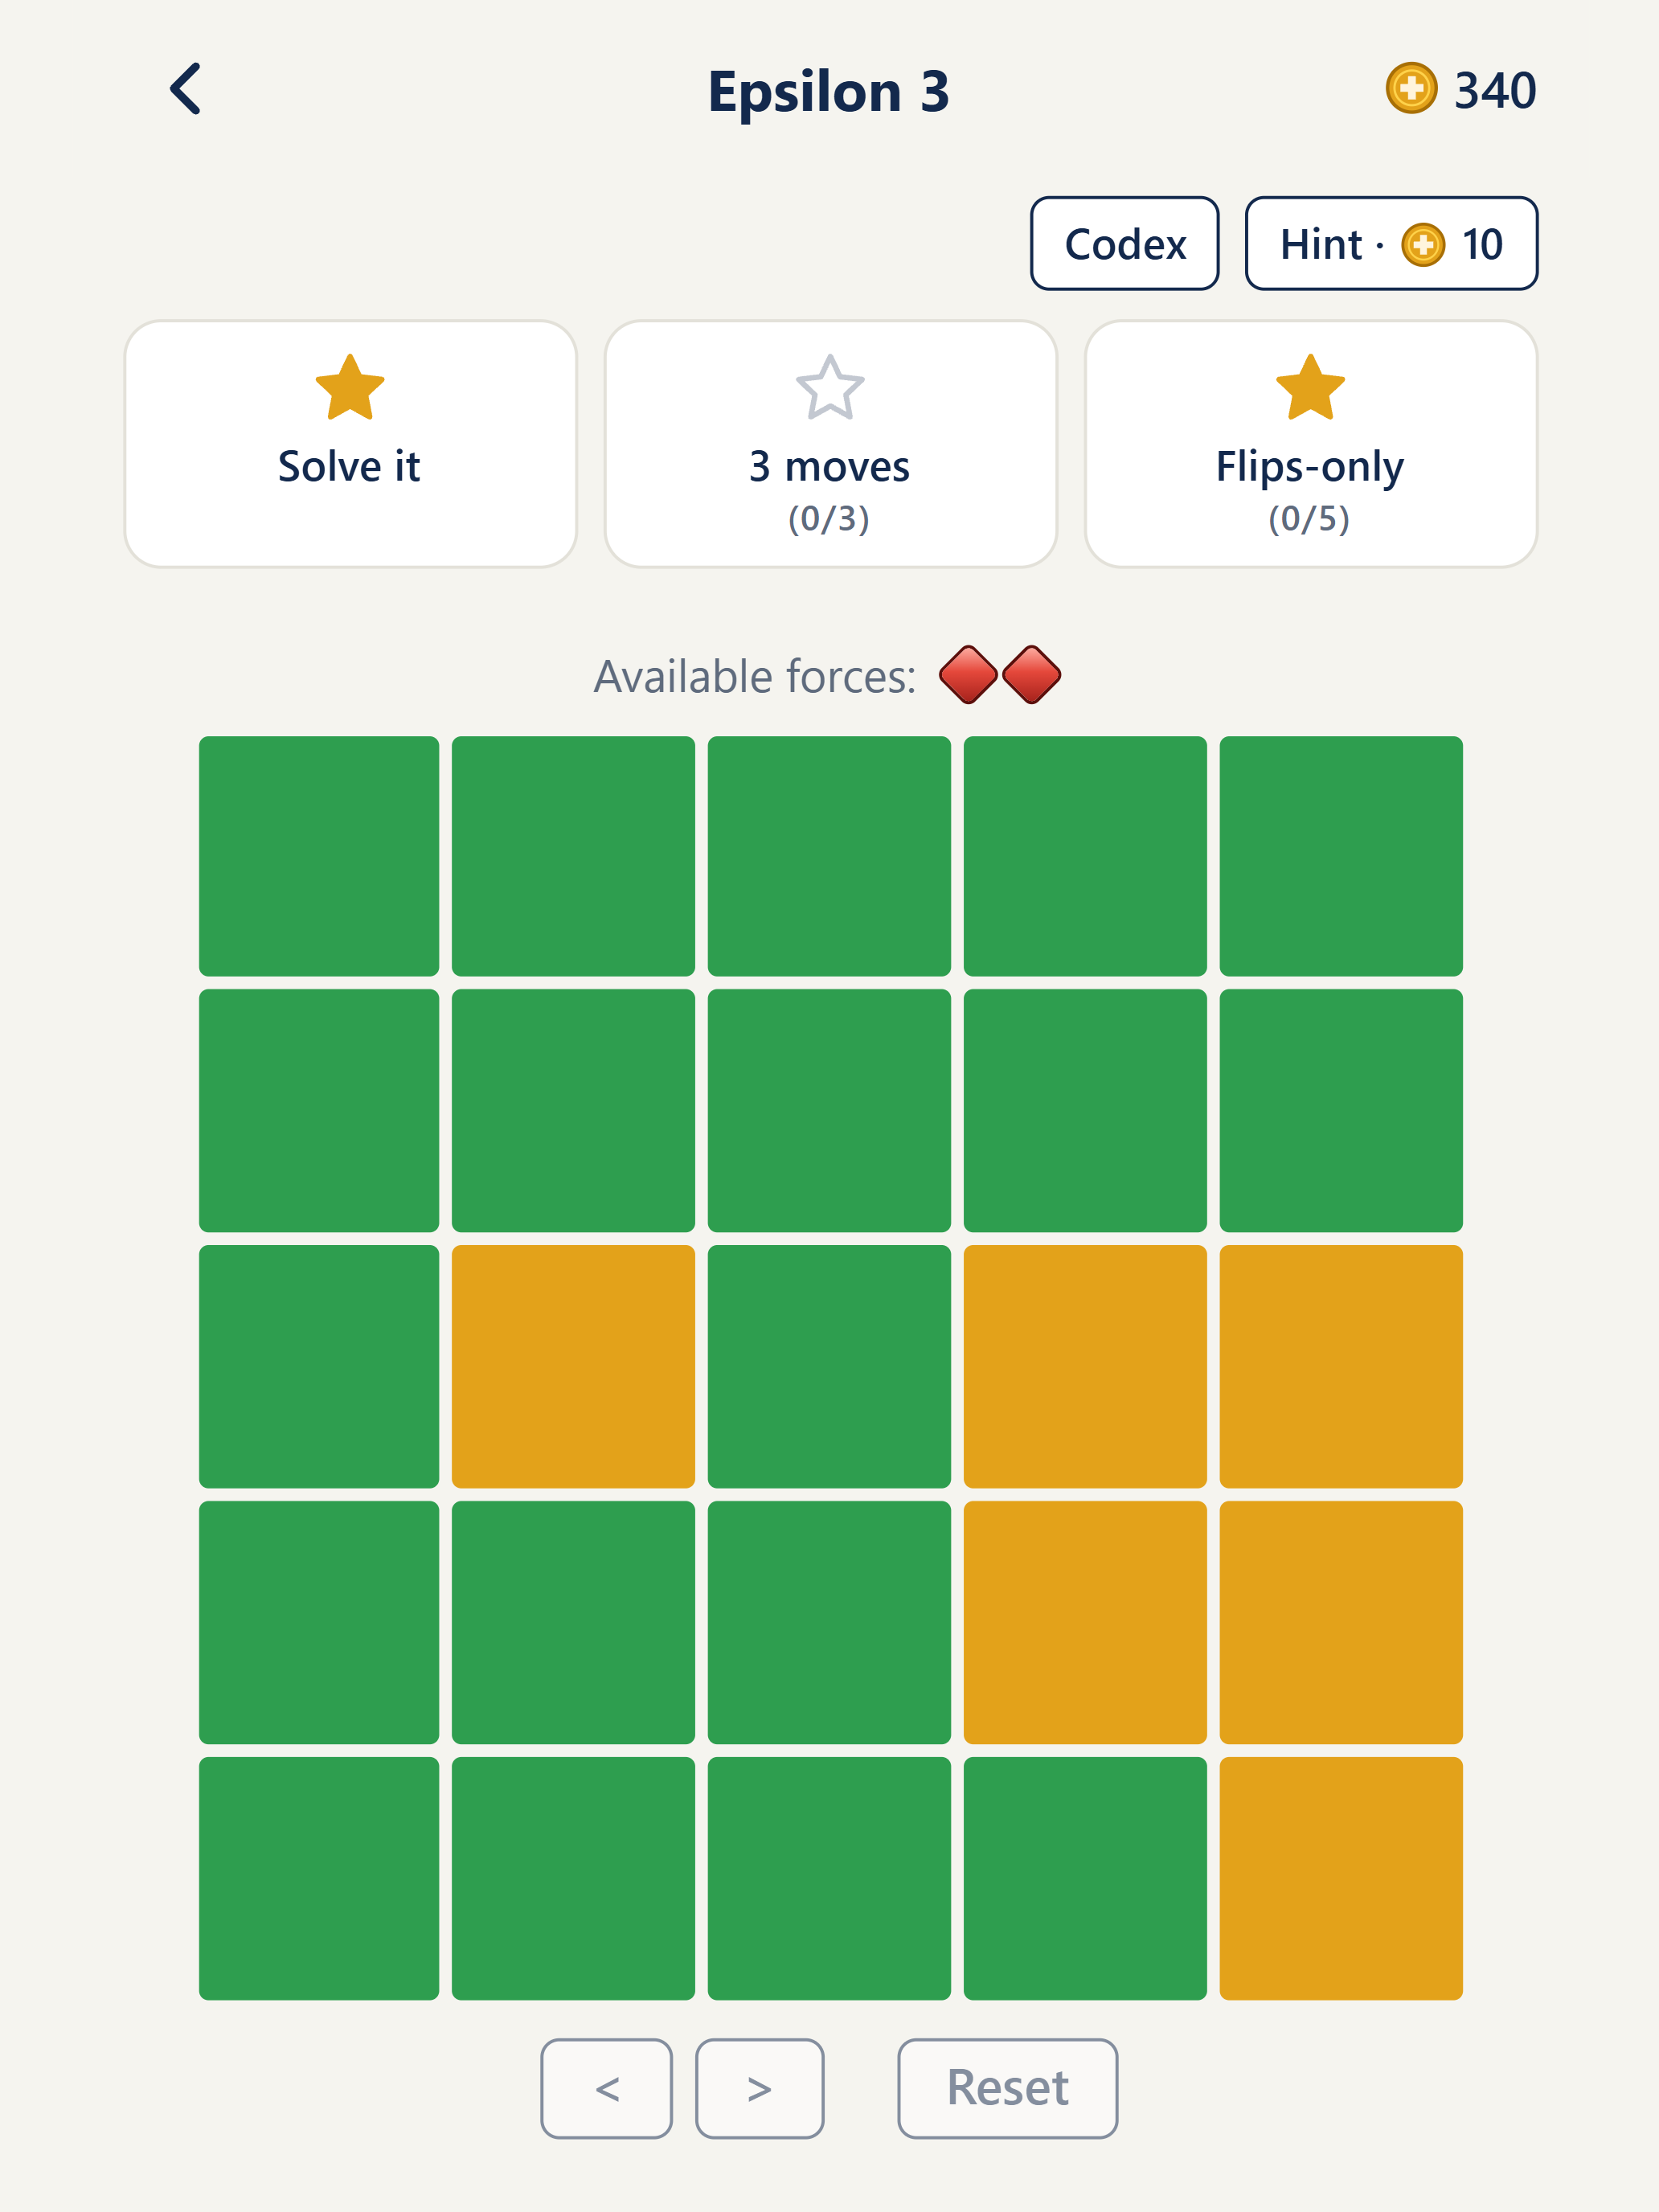 Epsilon 3
340
Codex
Hint · 10
Solve it
3 moves
(0/3)
Flips-only
(0/5)
Available forces:
< > Reset